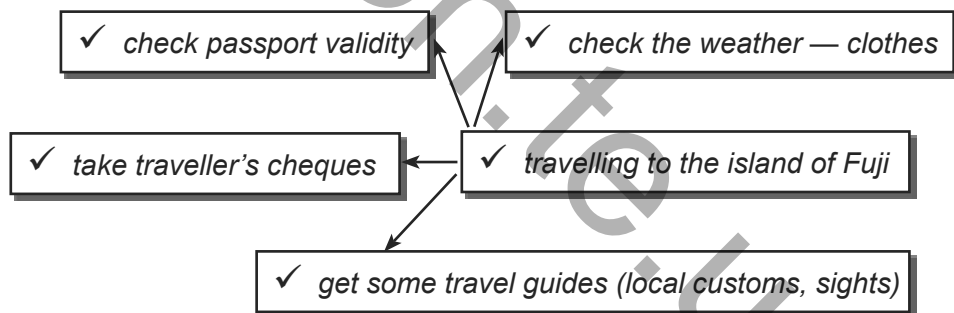 ✓ check passport validity
✓ check the weather — clothes
✓ take traveller's cheques
✓ travelling to the island of Fuji
✓ get some travel guides (local customs, sights)